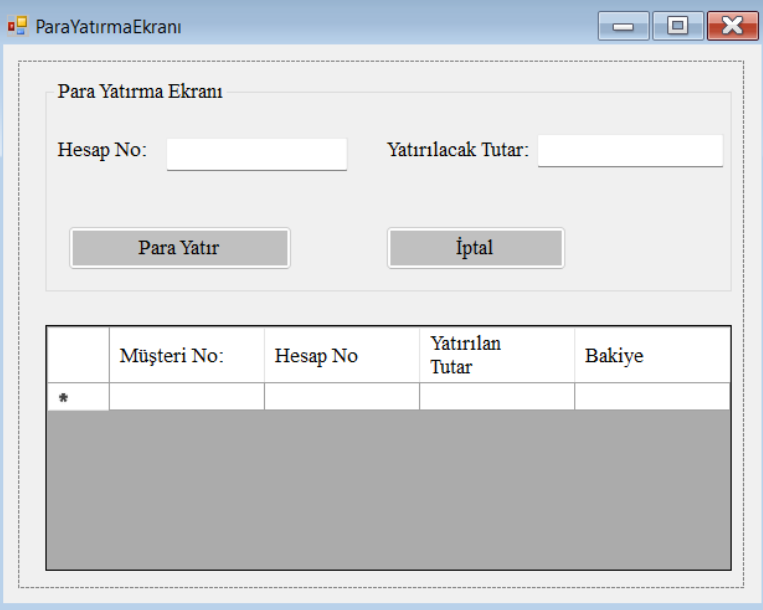 ParaYatırmaEkranı
Para Yatırma Ekranı
Hesap No:
Yatırılacak Tutar:
Para Yatır
İptal
Müşteri No:
Hesap No
Yatırılan
Tutar
Bakiye
*